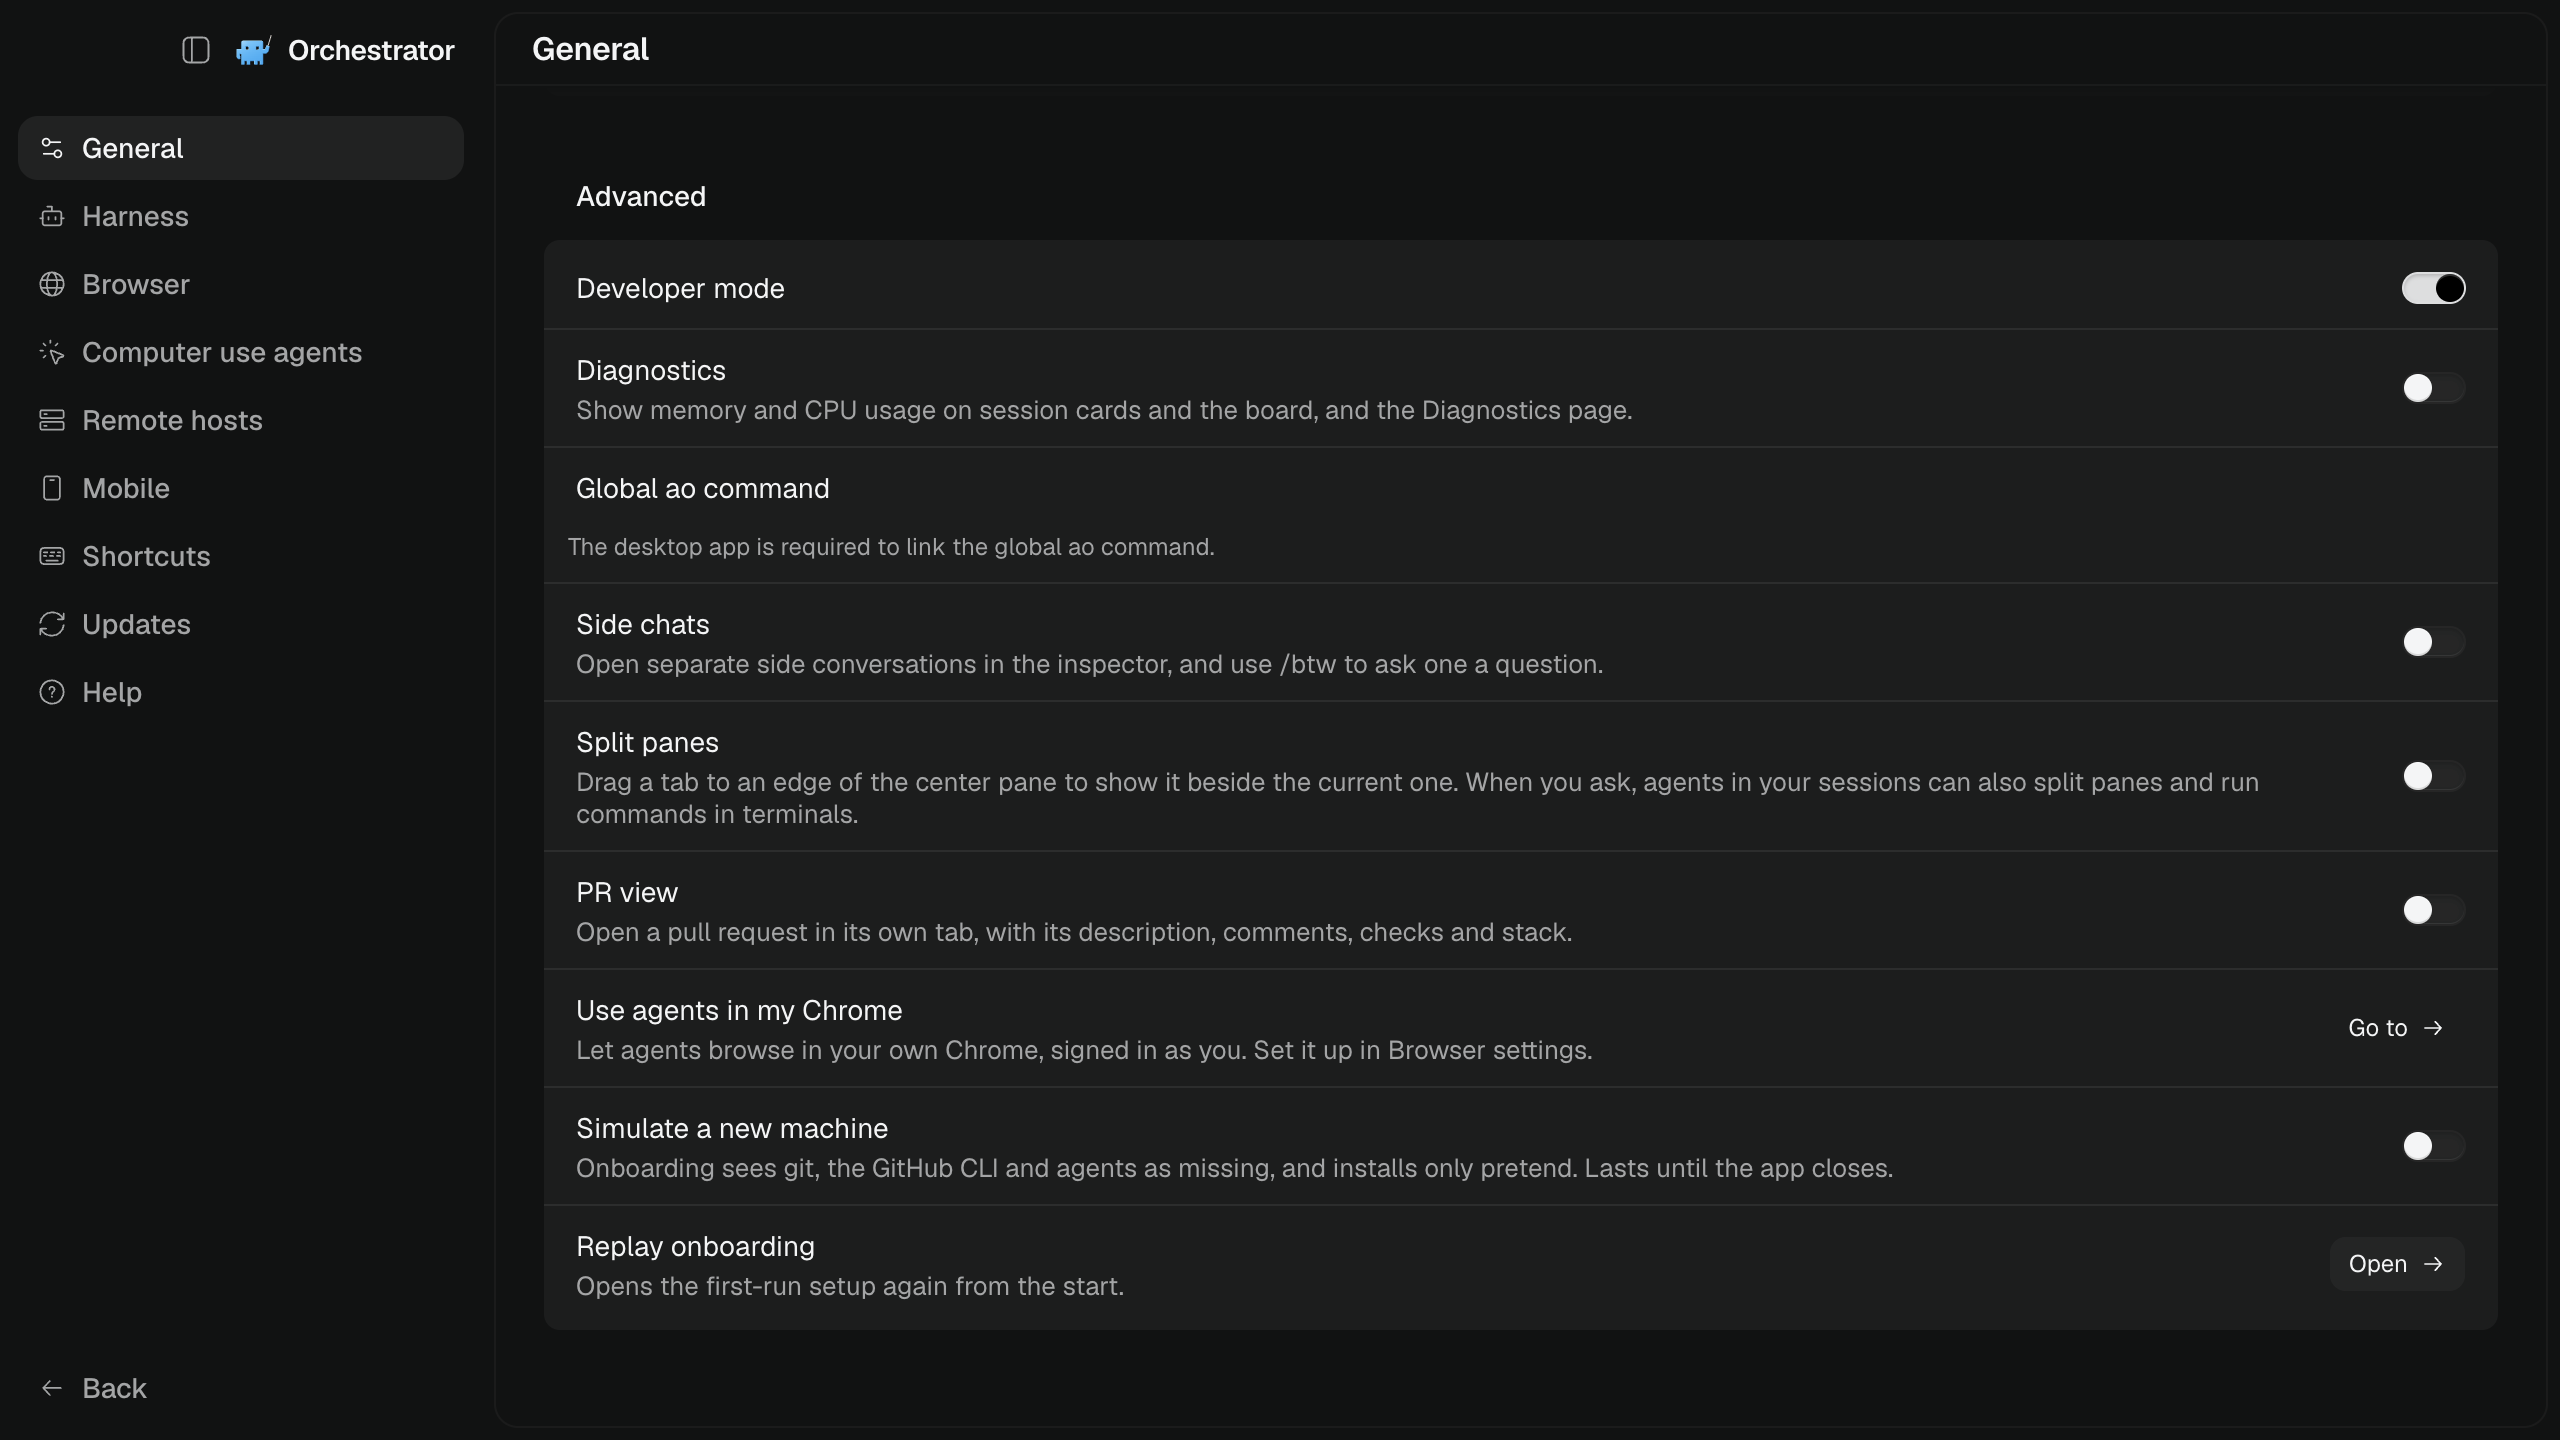 Orchestrator
General
Harness
Browser
Computer use agents
Remote hosts
Mobile
Shortcuts
Updates
Help
Back
General
Advanced
Developer mode
Diagnostics
Show memory and CPU usage on session cards and the board, and the Diagnostics page.
Global ao command
The desktop app is required to link the global ao command.
Side chats
Open separate side conversations in the inspector, and use /btw to ask one a question.
Split panes
Drag a tab to an edge of the center pane to show it beside the current one. When you ask, agents in your sessions can also split panes and run
commands in terminals.
PR view
Open a pull request in its own tab, with its description, comments, checks and stack.
Use agents in my Chrome
Let agents browse in your own Chrome, signed in as you. Set it up in Browser settings.
Go to →
Simulate a new machine
Onboarding sees git, the GitHub CLI and agents as missing, and installs only pretend. Lasts until the app closes.
Replay onboarding
Opens the first-run setup again from the start.
Open →